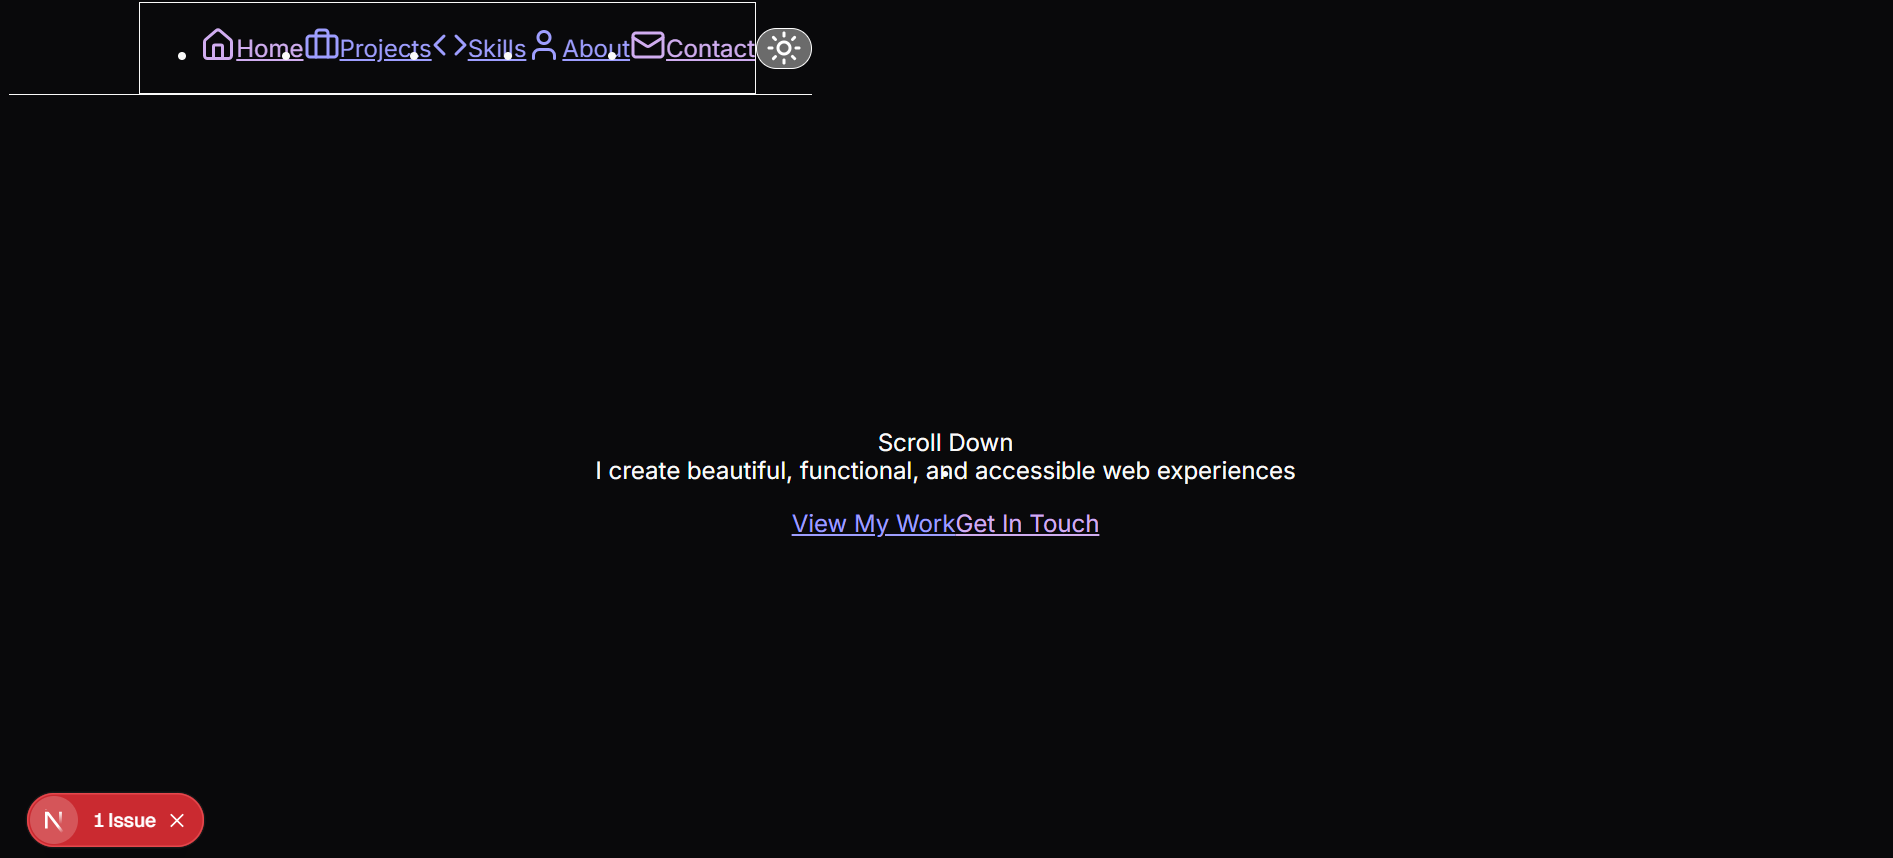 Home Projects Skills About Contact
Scroll Down
I create beautiful, functional, and accessible web experiences
View My WorkGet In Touch
N 1 Issue